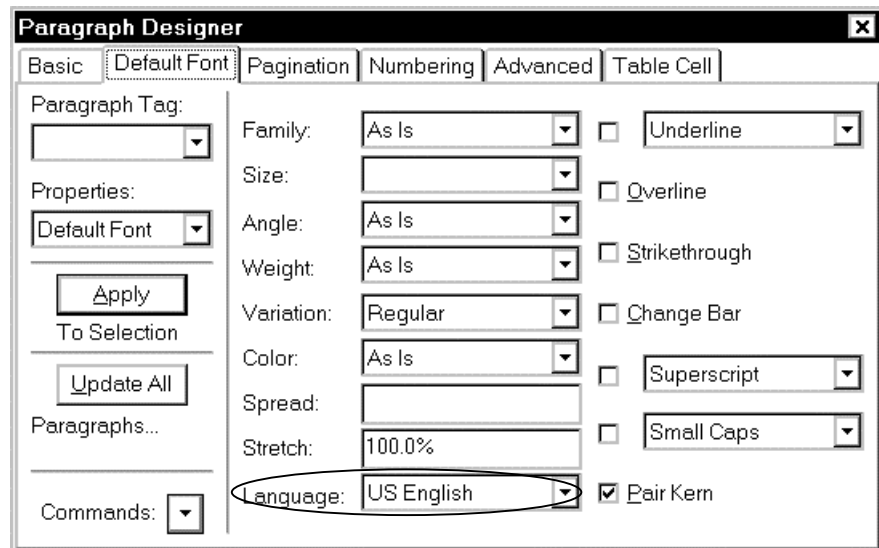 Paragraph Designer
Basic Default Font Pagination Numbering Advanced Table Cell
Paragraph Tag:
Properties:
Default Font
Apply
To Selection
Update All
Paragraphs...
Commands:
Family: As Is
Size:
Angle: As Is
Weight: As Is
Variation: Regular
Color: As Is
Spread:
Stretch: 100.0%
Language: US English
Underline
Overline
Strikethrough
Change Bar
Superscript
Small Caps
Pair Kern